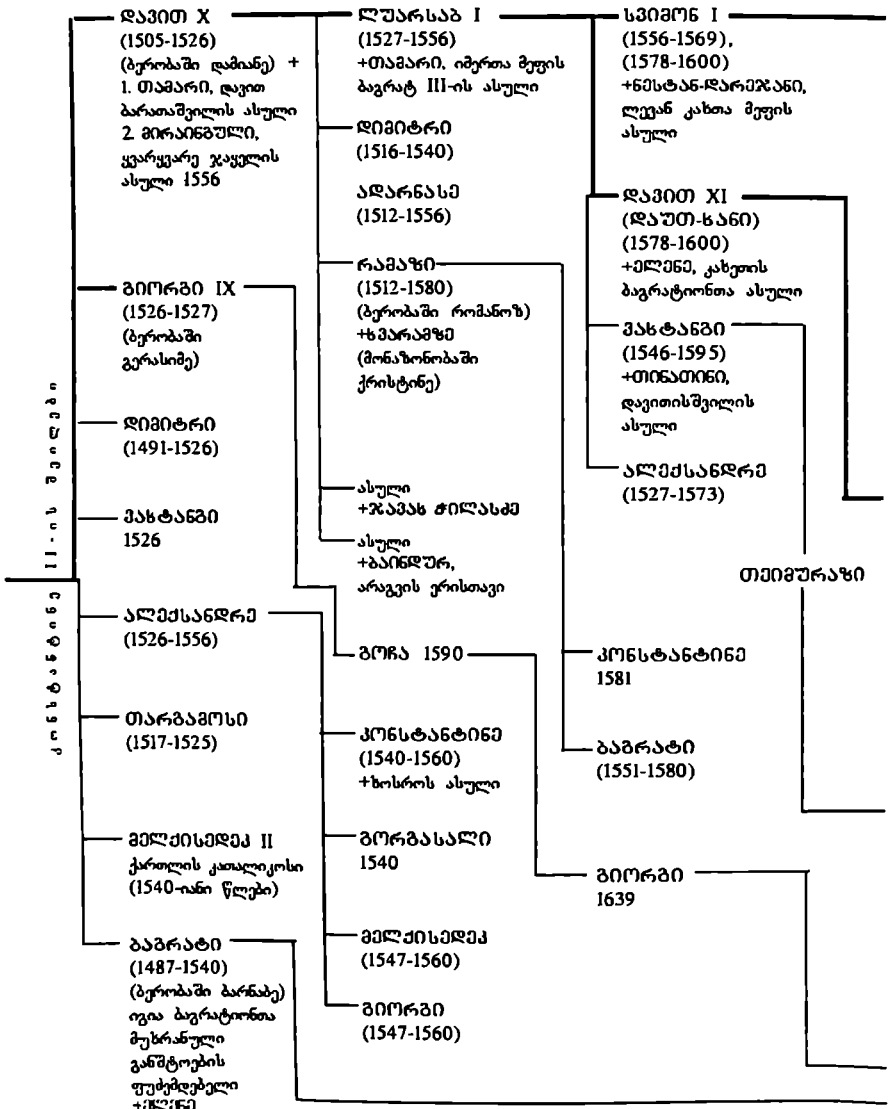 კონსტანტინე II-ის შვილები
დავით X
(1505-1526)
(ბერობაში დამიანე) +
1. თამარი, დავით
ბარათაშვილის ასული
2. მირაინგული,
ყვარყვარე ჯაყელის
ასული 1556
გიორგი IX
(1526-1527)
(ბერობაში
გერასიმე)
დიმიტრი
(1491-1526)
ვახტანგი
1526
ალექსანდრე
(1526-1556)
თარგამოსი
(1517-1525)
მელქისედეკ II
ქართლის კათალიკოსი
(1540-იანი წლები)
ბაგრატი
(1487-1540)
(ბერობაში ბარნაბე)
იგია ბაგრატიონთა
მუხრანული
განშტოების
ფუძემდებელი
+ელენე
ლუარსაბ I
(1527-1556)
+თამარი, იმერთა მეფის
ბაგრატ III-ის ასული
დიმიტრი
(1516-1540)
ადარნასე
(1512-1556)
რამაზი
(1512-1580)
(ბერობაში რომანოზ)
+ხვარამზე
(მონაზონობაში
ქრისტინე)
ასული
+ჯავახ ჭილაძე
ასული
+ბაინდურ,
არაგვის ერისთავი
გოჩა 1590
კონსტანტინე
(1540-1560)
+ხოსროს ასული
გორგასალი
1540
მელქისედეკ
(1547-1560)
გიორგი
(1547-1560)
სვიმონ I
(1556-1569),
(1578-1600)
+ნესტან-დარეჯანი,
ლევან კახთა მეფის
ასული
დავით XI
(დაუთ-ხანი)
(1578-1600)
+ელენე, კახეთის
ბაგრატიონთა ასული
ვახტანგი
(1546-1595)
+თინათინი,
დავითისშვილის
ასული
ალექსანდრე
(1527-1573)
თეიმურაზი
კონსტანტინე
1581
ბაგრატი
(1551-1580)
გიორგი
1639